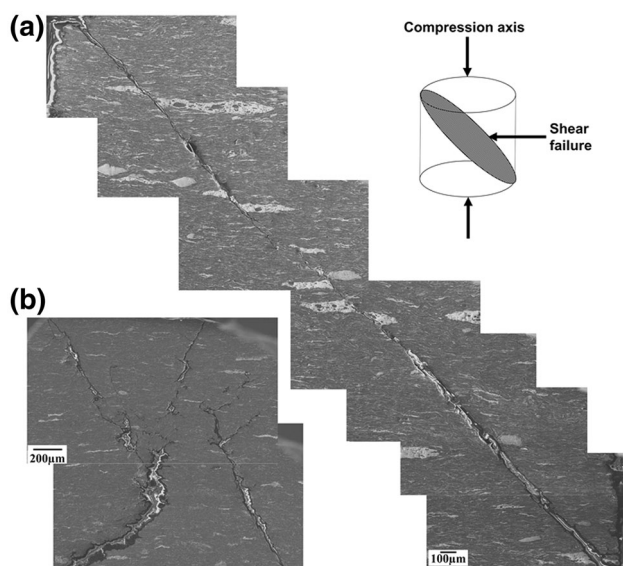 (a)
Compression axis
Shear
failure
(b)
200µm
100µm